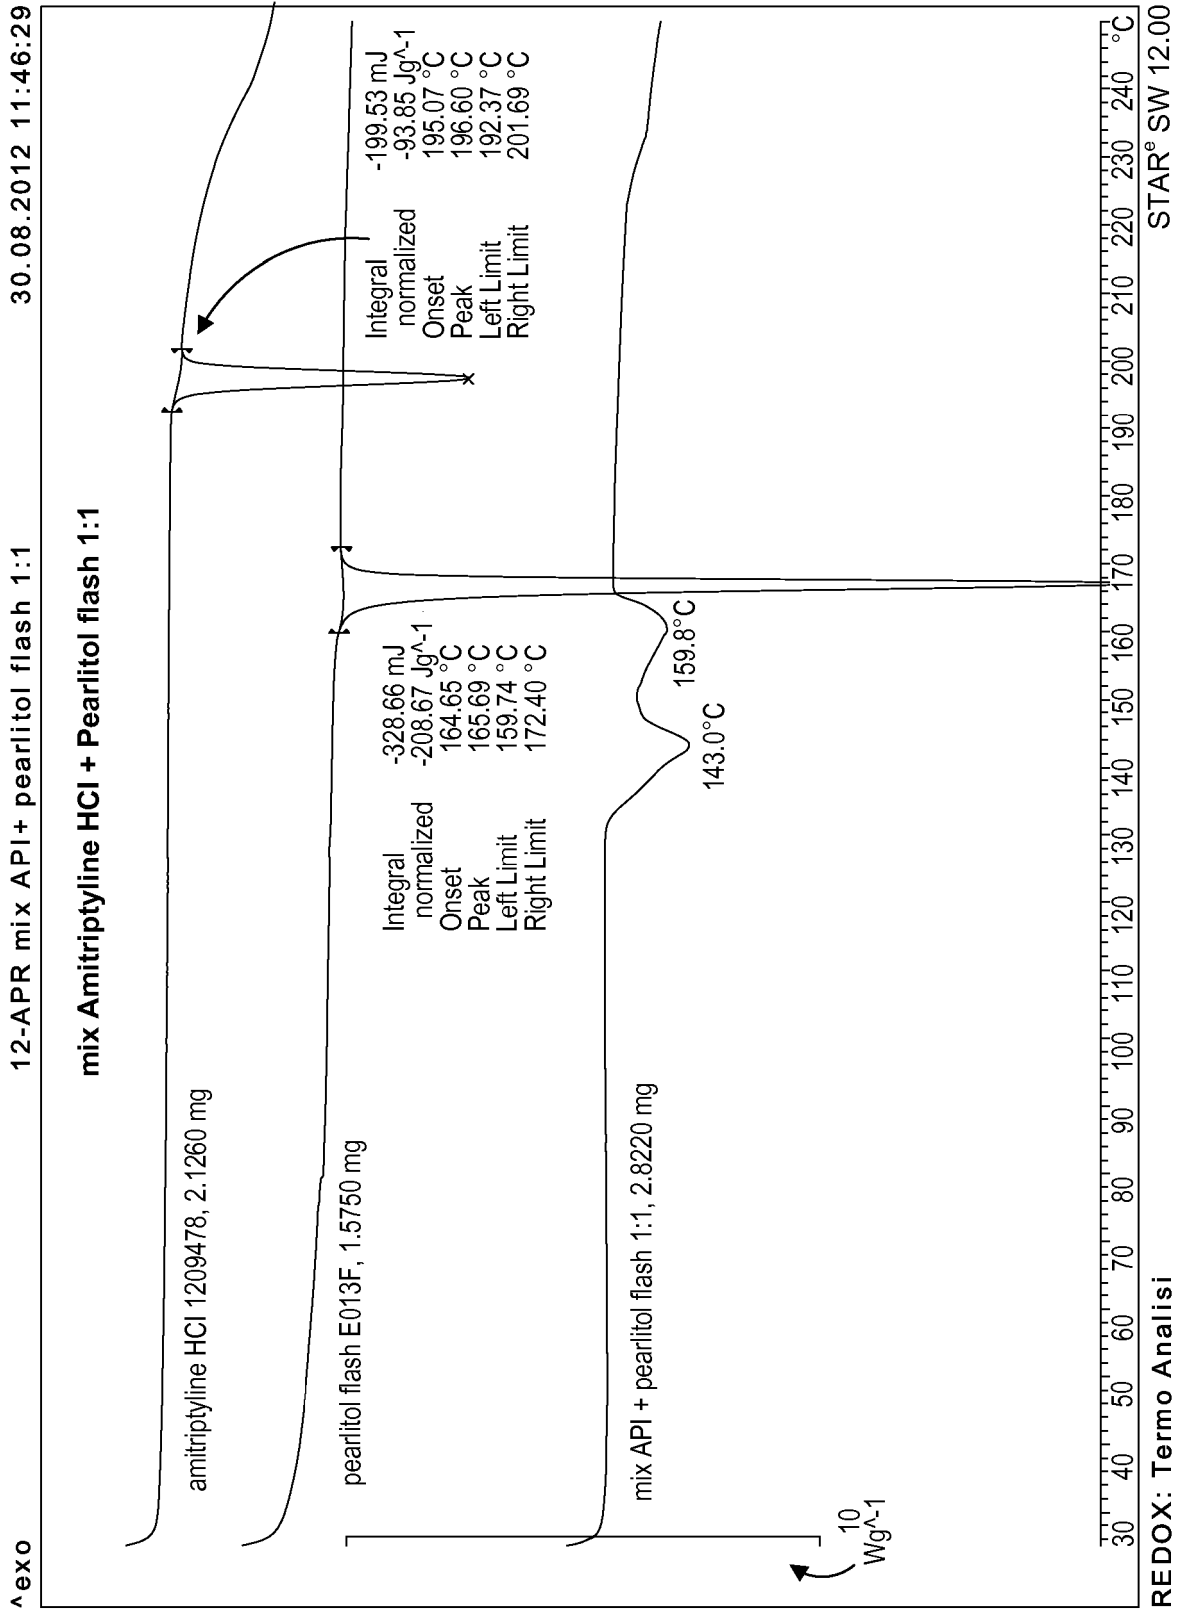 ^exo
12-APR mix API+ pearlitol flash 1:1
30.08.2012 11:46:29
mix Amitriptyline HCl + Pearlitol flash 1:1
amitriptyline HCl 1209478, 2.1260 mg
Integral -199.53 mJ
normalized -93.85 Jg^-1
Onset 195.07 °C
Peak 196.60 °C
Left Limit 192.37 °C
Right Limit 201.69 °C
pearlitol flash E013F, 1.5750 mg
Integral -328.66 mJ
normalized -208.67 Jg^-1
Onset 164.65 °C
Peak 165.69 °C
Left Limit 159.74 °C
Right Limit 172.40 °C
mix API + pearlitol flash 1:1, 2.8220 mg
143.0°C
159.8°C
10
Wg^-1
30 40 50 60 70 80 90 100 110 120 130 140 150 160 170 180 190 200 210 220 230 240 °C
REDOX: Termo Analisi
STARe SW 12.00